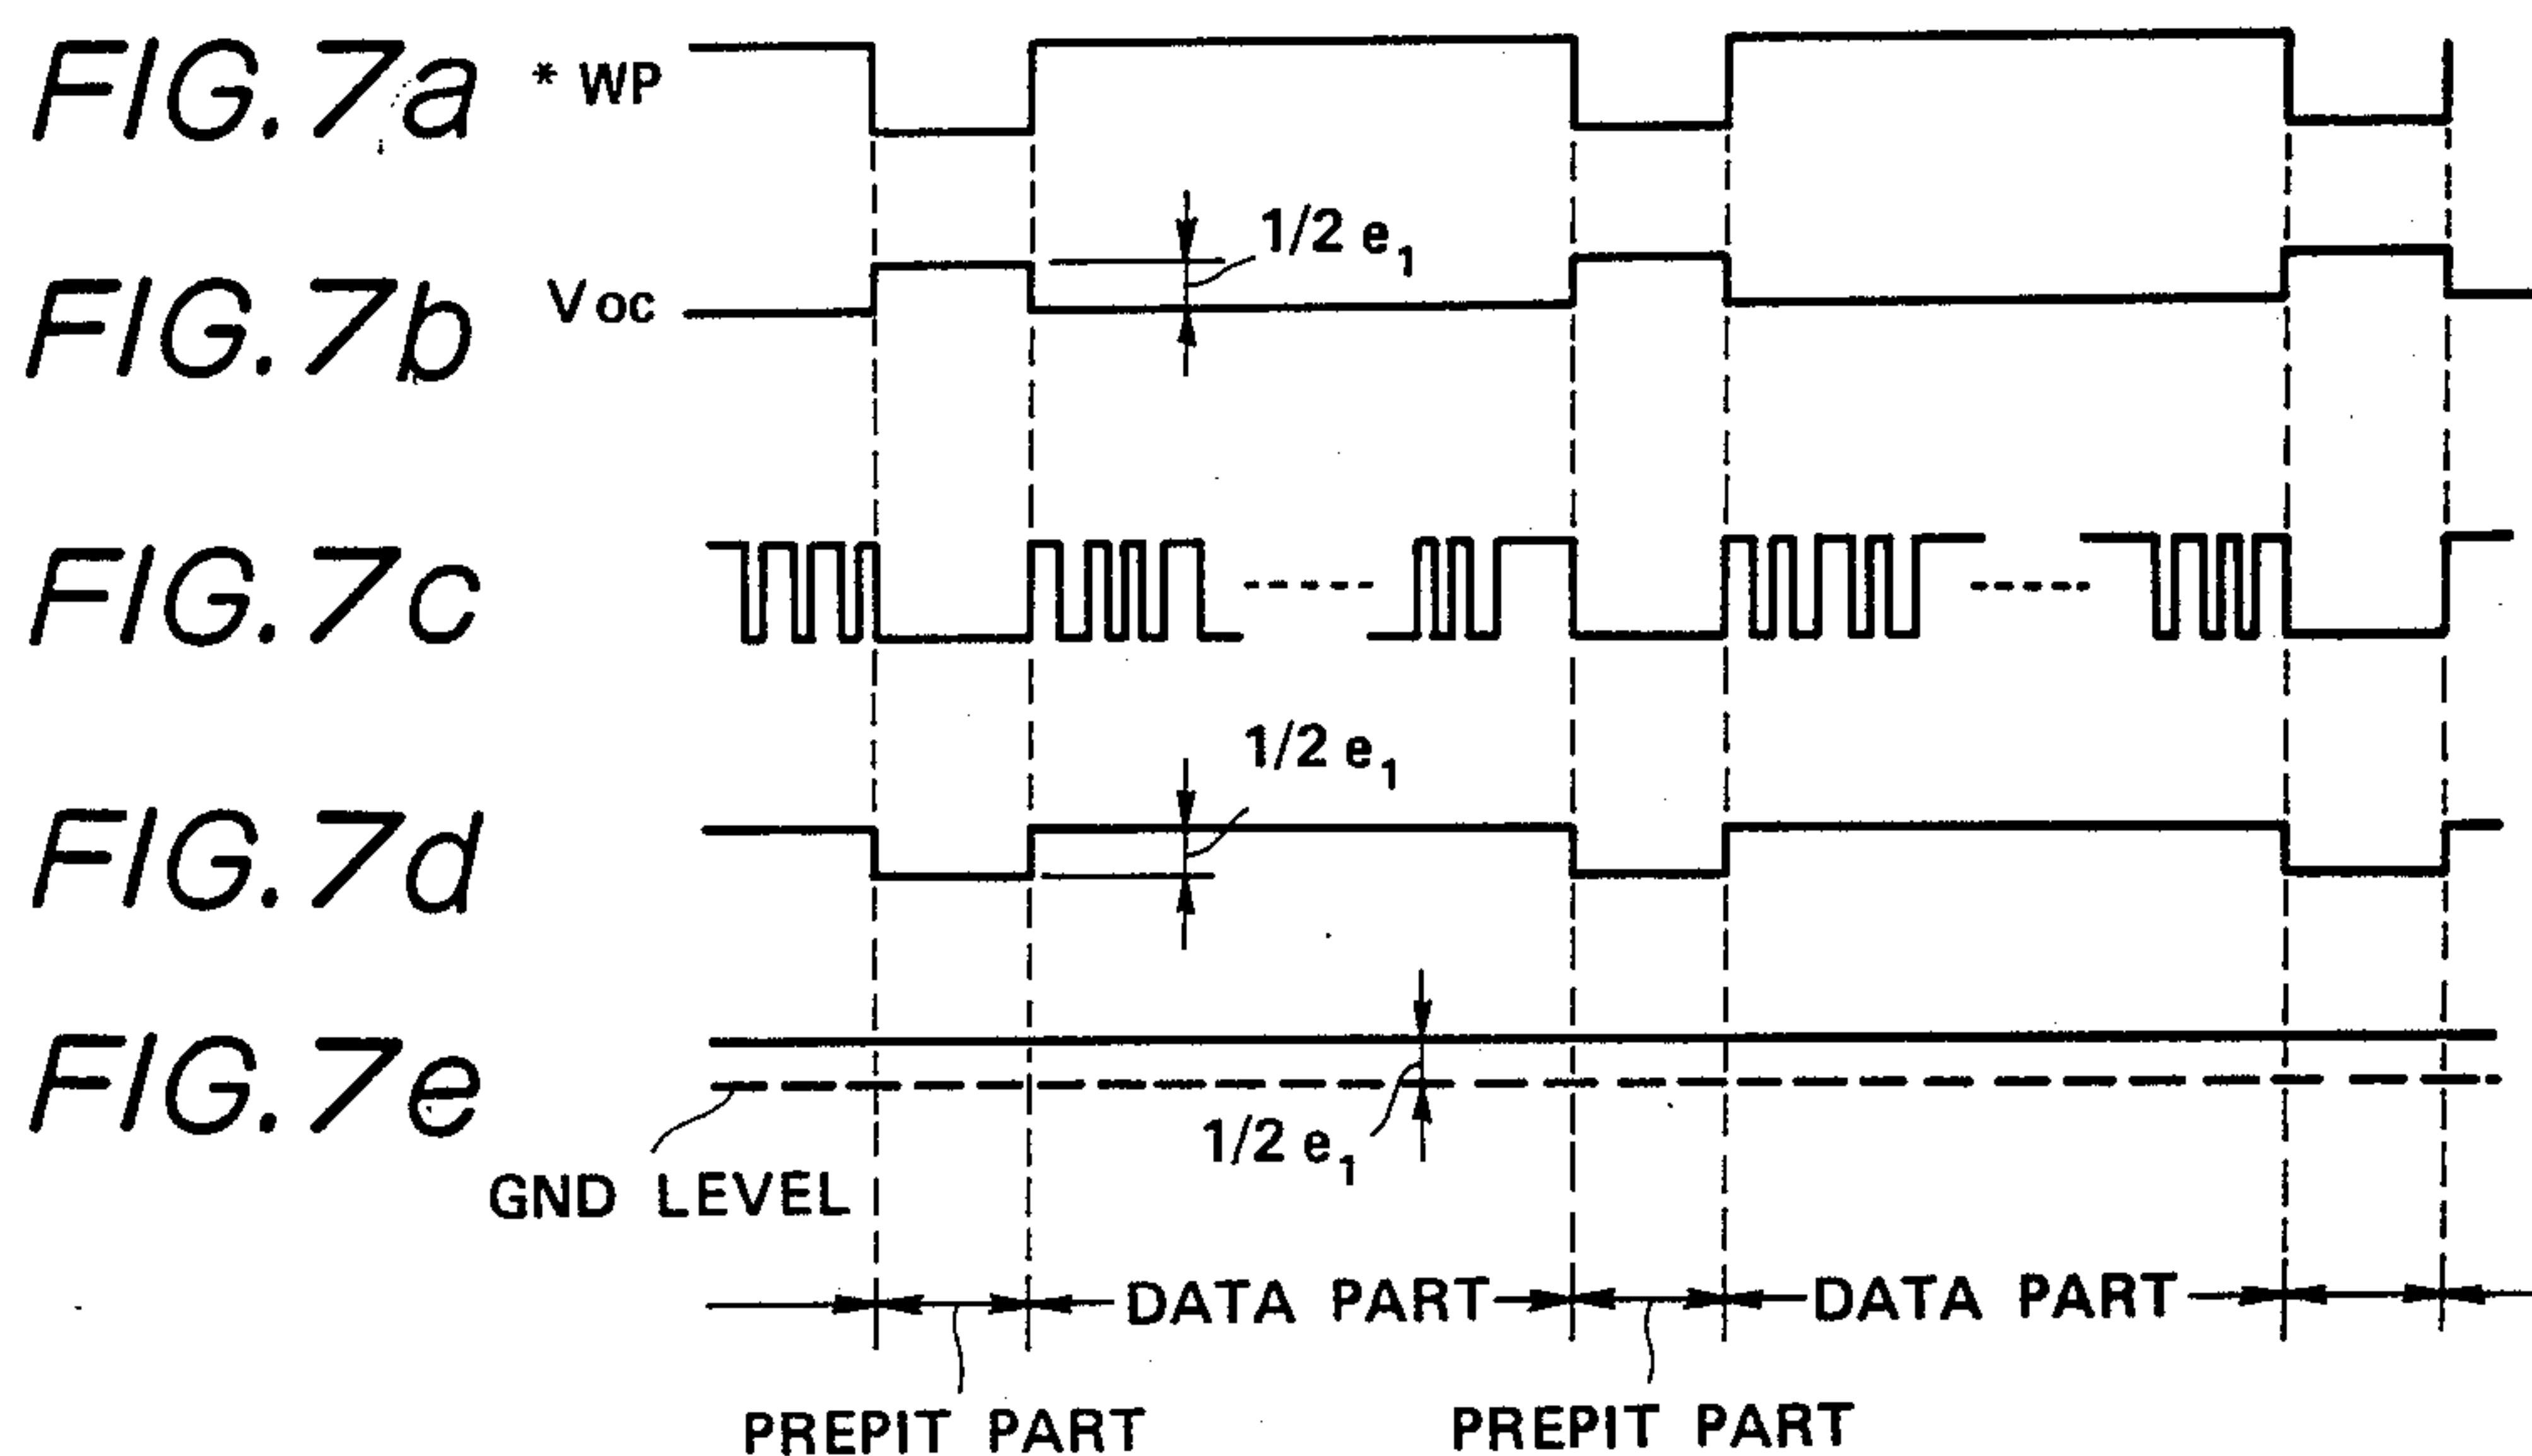 FIG. 7a * WP
1/2 e1
FIG. 7b Voc
FIG. 7c
1/2 e1
FIG. 7d
FIG. 7e
1/2 e1
GND LEVEL
DATA PART DATA PART
PREPIT PART PREPIT PART